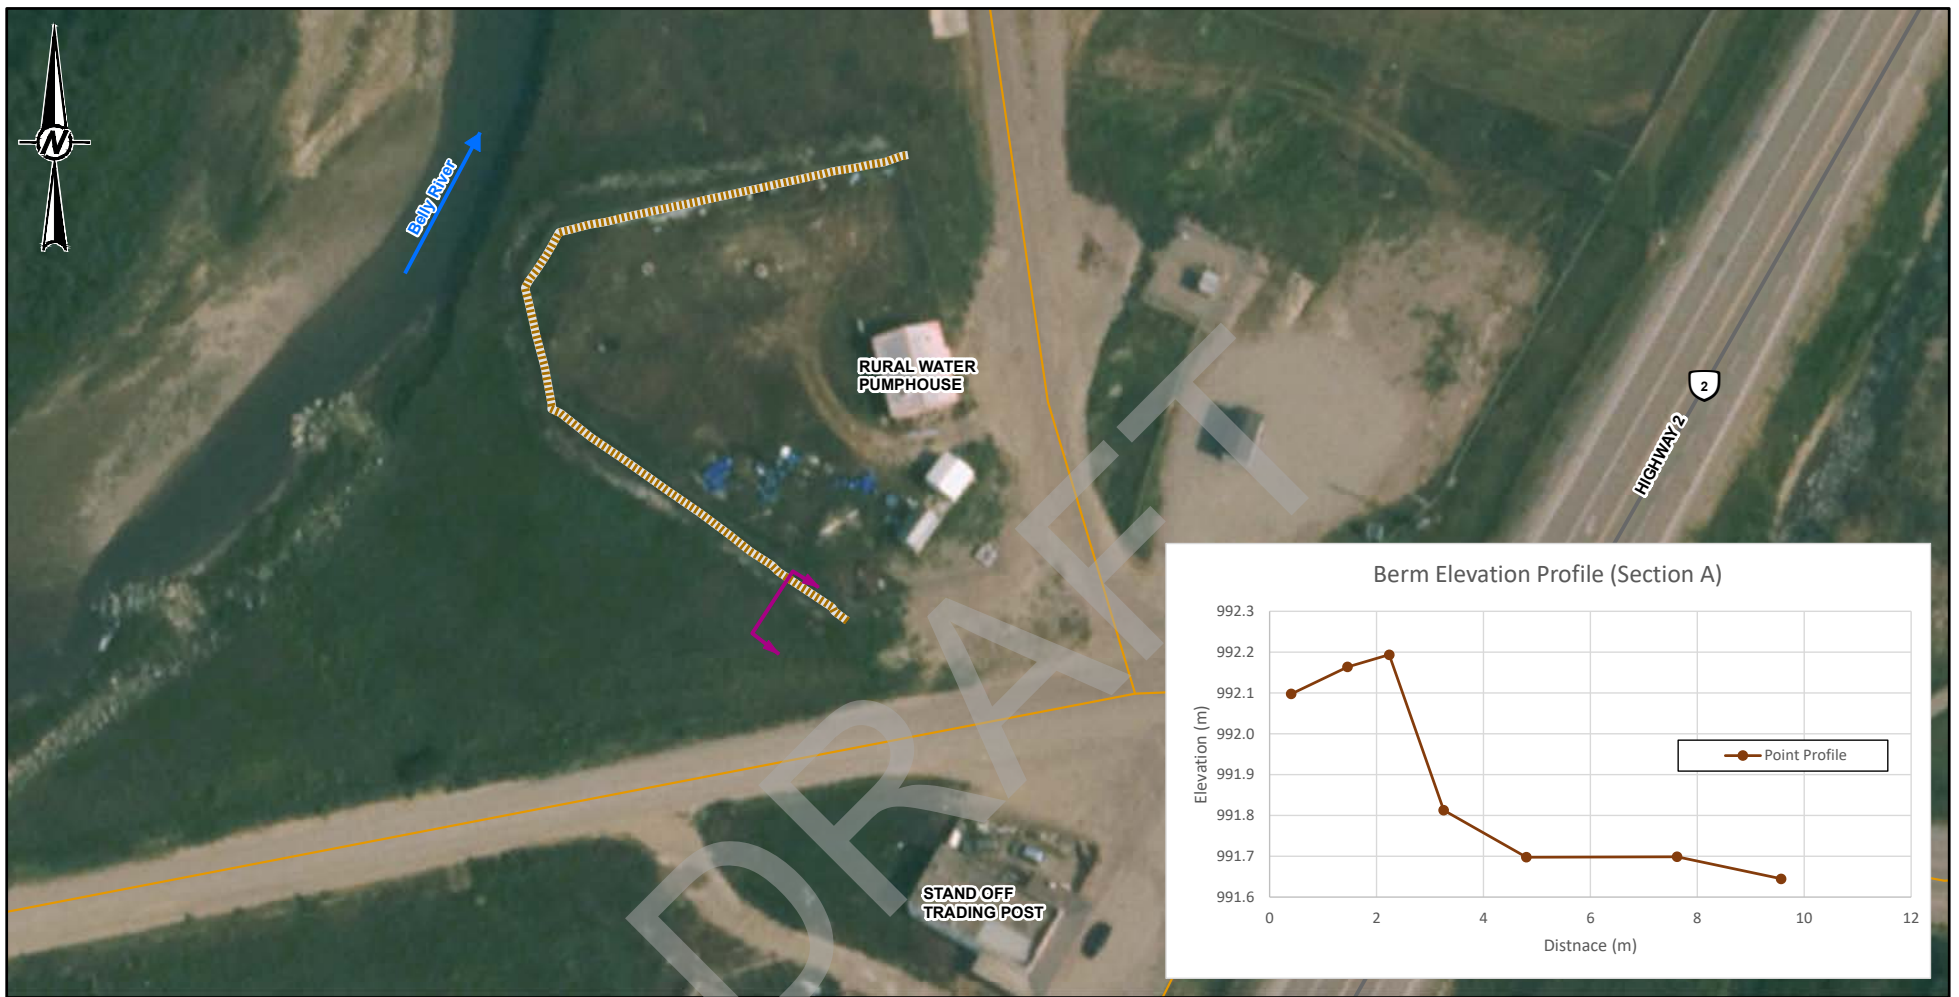 N
Belly River
RURAL WATER
PUMPHOUSE
2
HIGHWAY 2
DRAFT
STAND OFF
TRADING POST
Berm Elevation Profile (Section A)
992.3
992.2
992.1
992.0
991.9
991.8
991.7
991.6
Elevation (m)
Point Profile
0 2 4 6 8 10 12
Distnace (m)